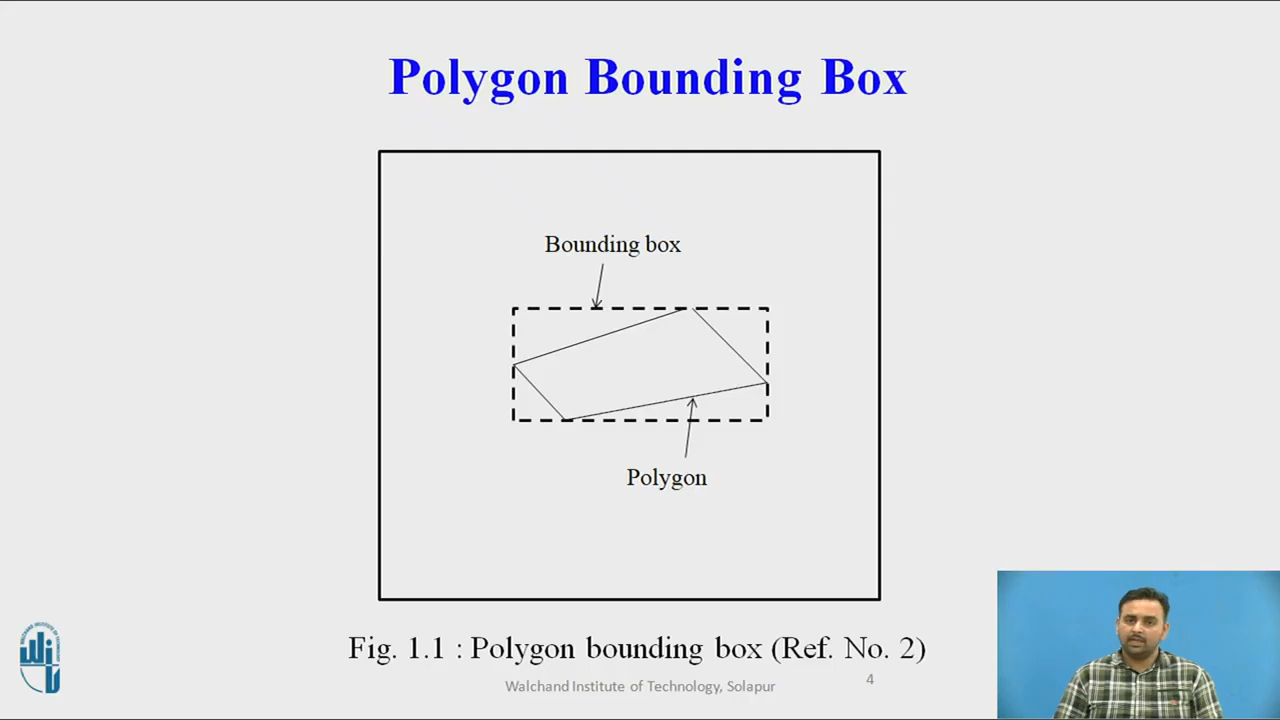 Polygon Bounding Box
Bounding box
Polygon
Fig. 1.1 : Polygon bounding box (Ref. No. 2)
Walchand Institute of Technology, Solapur
4